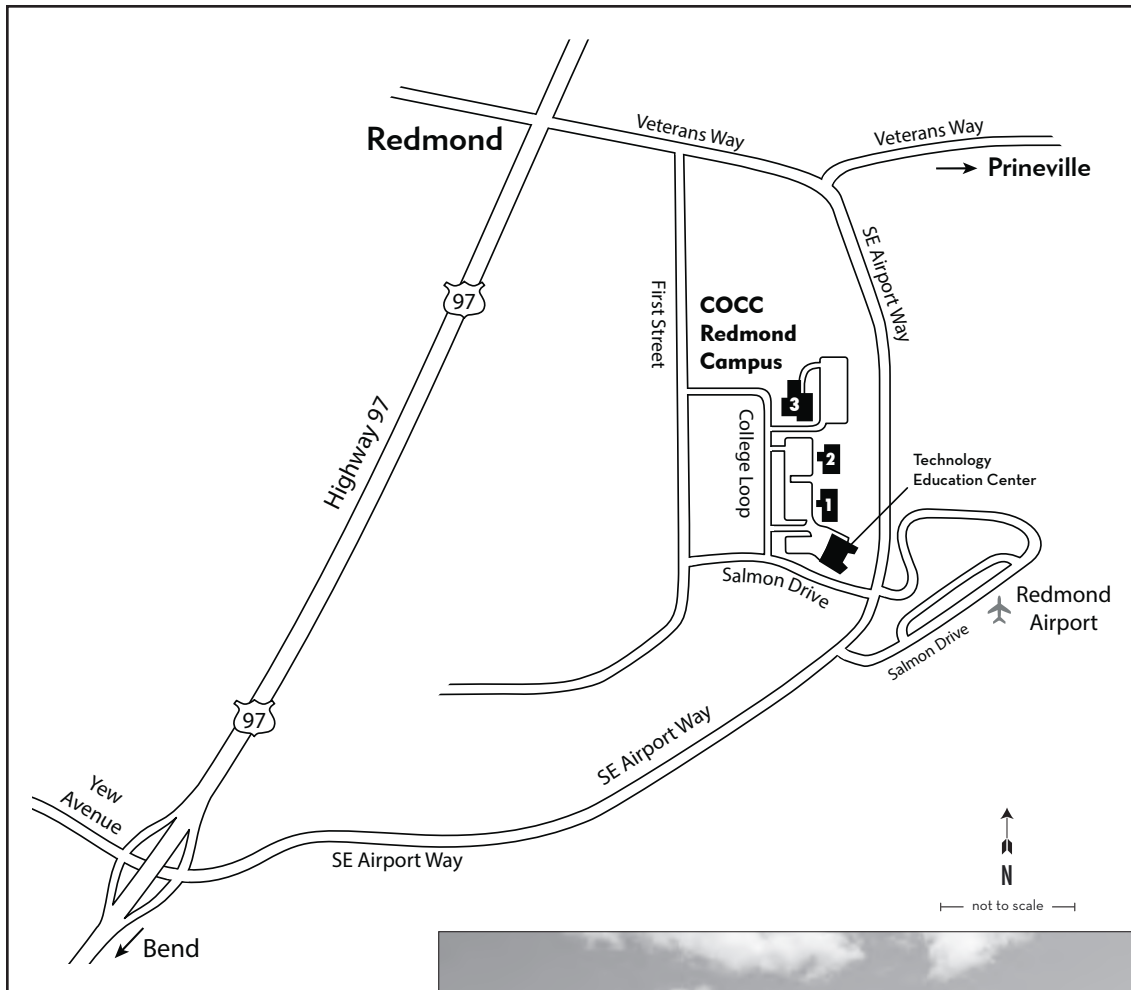 Redmond
Veterans Way
Veterans Way
Prineville
SE Airport Way
97
First Street
COCC
Redmond
Campus
Highway 97
3
College Loop
2
Technology
Education Center
1
Salmon Drive
Redmond
Airport
Salmon Drive
97
SE Airport Way
Yew
Avenue
SE Airport Way
N
not to scale
Bend